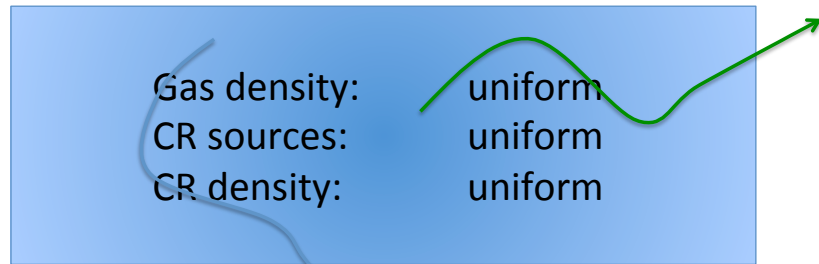 Gas density: uniform
CR sources: uniform
CR density: uniform